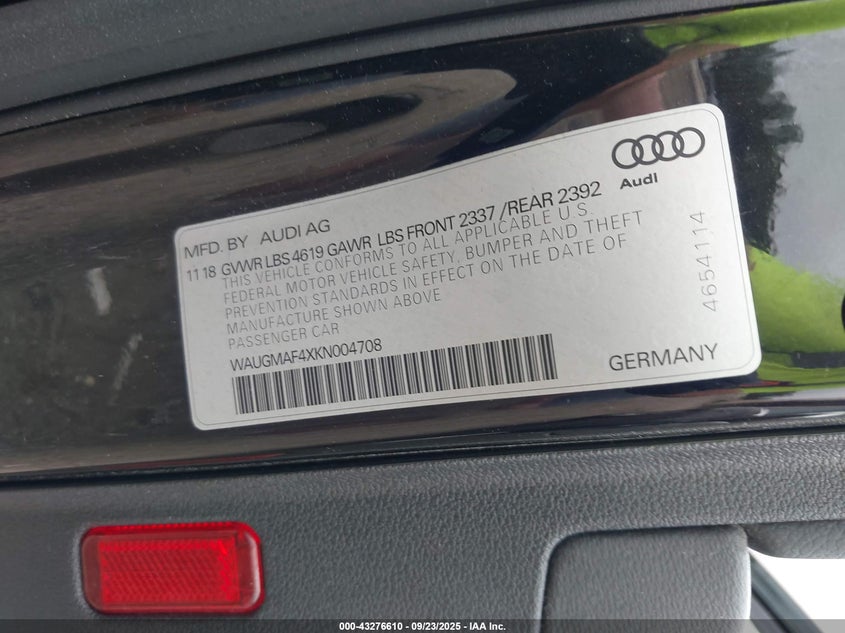 Audi
MFD. BY AUDI AG
11 18 GVWR LBS 4619 GAWR LBS FRONT 2337 /REAR 2392
THIS VEHICLE CONFORMS TO ALL APPLICABLE U S
FEDERAL MOTOR VEHICLE SAFETY, BUMPER AND THEFT
PREVENTION STANDARDS IN EFFECT ON THE DATE OF
MANUFACTURE SHOWN ABOVE
PASSENGER CAR
WAUGMAF4XKN004708
GERMANY
4654114
000-43276610 - 09/23/2025 - IAA Inc.